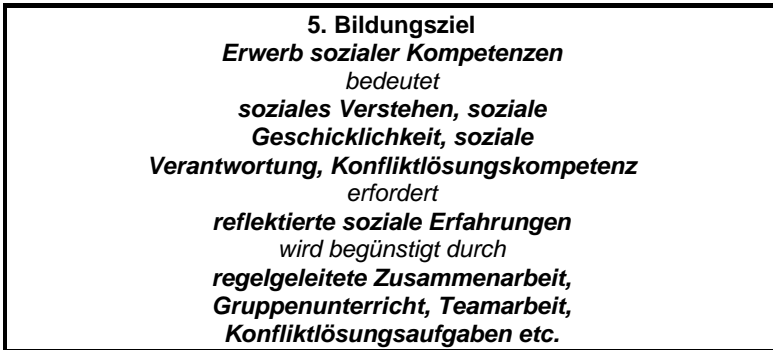 5. Bildungsziel
Erwerb sozialer Kompetenzen
bedeutet
soziales Verstehen, soziale
Geschicklichkeit, soziale
Verantwortung, Konfliktlösungskompetenz
erfordert
reflektierte soziale Erfahrungen
wird begünstigt durch
regelgeleitete Zusammenarbeit,
Gruppenunterricht, Teamarbeit,
Konfliktlösungsaufgaben etc.